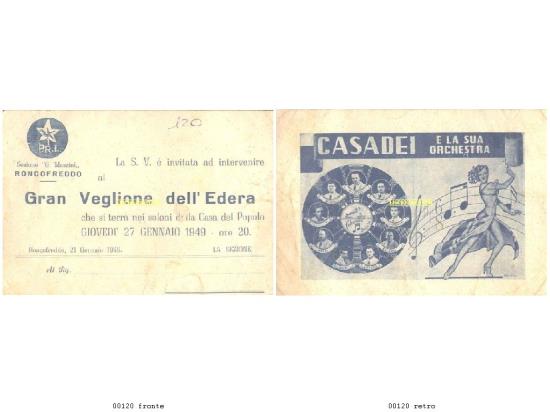 120
P.R.I.
Sezione "G. Mazzini"
RONCOFREDDO
La S. V. è invitata ad intervenire
al
Gran Veglione dell'Edera
che si terrà nei saloni della Casa del Popolo
GIOVEDÌ 27 GENNAIO 1949 - ore 20.
Roncofreddo, 21 Gennaio 1949.
LA SEZIONE
Al Sig.
CASADEI E LA SUA
ORCHESTRA
00120 fronte
00120 retro